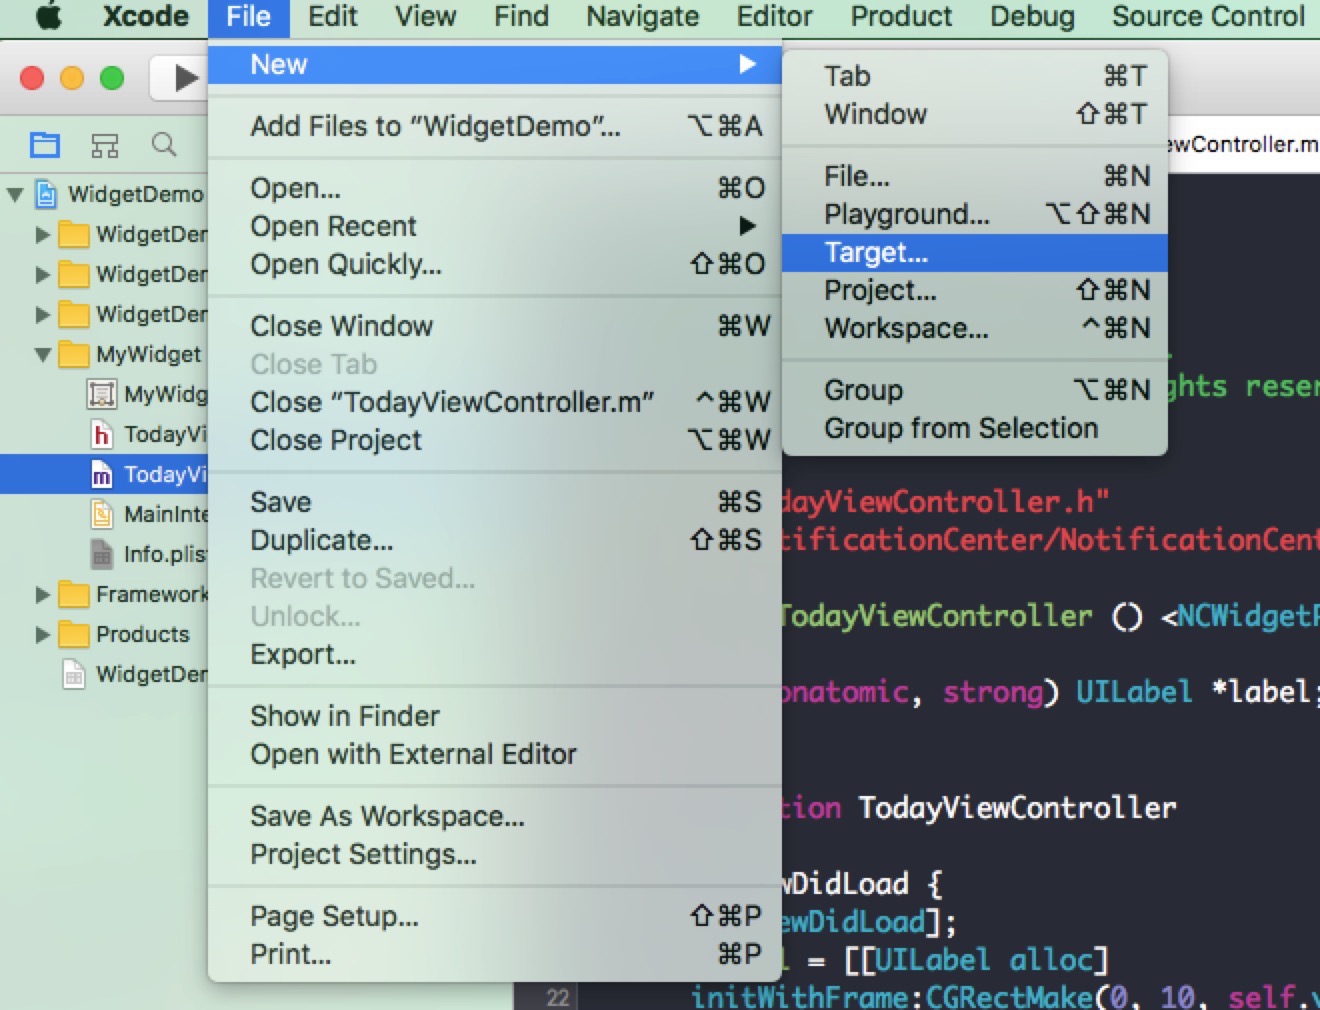 Xcode File Edit View Find Navigate Editor Product Debug Source Control
New
Add Files to “WidgetDemo”... ⌥⌘A
Open... ⌘O
Open Recent
Open Quickly... ⇧⌘O
Close Window ⌘W
Close Tab
Close “TodayViewController.m” ^⌘W
Close Project ⌥⌘W
Save ⌘S
Duplicate... ⇧⌘S
Revert to Saved...
Unlock...
Export...
Show in Finder
Open with External Editor
Save As Workspace...
Project Settings...
Page Setup... ⇧⌘P
Print... ⌘P
Tab ⌘T
Window ⇧⌘T
File... ⌘N
Playground... ⌥⇧⌘N
Target...
Project... ⇧⌘N
Workspace... ^⌘N
Group ⌥⌘N
Group from Selection
WidgetDemo
WidgetDer
WidgetDer
WidgetDer
MyWidget
MyWidg
h TodayVi
m TodayVi
MainInte
Info.plis
Framework
Products
WidgetDer
ewController.m
ghts reser
dayViewController.h"
tificationCenter/NotificationCent
TodayViewController () <NCWidgetP
onatomic, strong) UILabel *label;
tion TodayViewController
wDidLoad {
ewDidLoad];
l = [[UILabel alloc]
22 initWithFrame:CGRectMake(0, 10, self.v